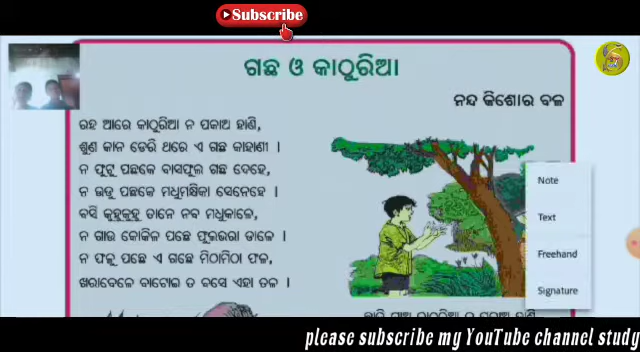 Subscribe
ଗଛ ଓ କାଠୁରିଆ
ନନ୍ଦ କିଶୋର ବଳ
ରହ ଆରେ କାଠୁରିଆ ନ ପକାଅ ହାଣି,
ଶୁଣ କାନ ଡେରି ଥରେ ଏ ଗଛ କାହାଣୀ ।
ନ ଫୁଟୁ ପଛକେ ବାସଫୁଲ ଗଛ ଦେହେ,
ନ ଉଡୁ ପଛକେ ମଧୁମକ୍ଷିକା ସେନେହେ ।
ବସି କୁହୁକୁହୁ ତାନେ ନବ ମଧୁକାଳେ,
ନ ଗାଉ କୋକିଳ ପଛେ ଫୁଲଭରା ଡାଳେ ।
ନ ଫଳୁ ପଛେ ଏ ଗଛେ ମିଠାମିଠା ଫଳ,
ଖରାବେଳେ ବାଟୋଇ ତ ବସେ ଏହା ତଳ ।
Note
Text
Freehand
Signature
please subscribe my YouTube channel study